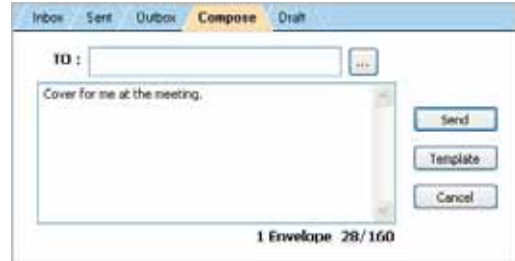 Inbox Sent Outbox Compose Draft
TO : ...
Cover for me at the meeting.
Send
Template
Cancel
1 Envelope 28/160